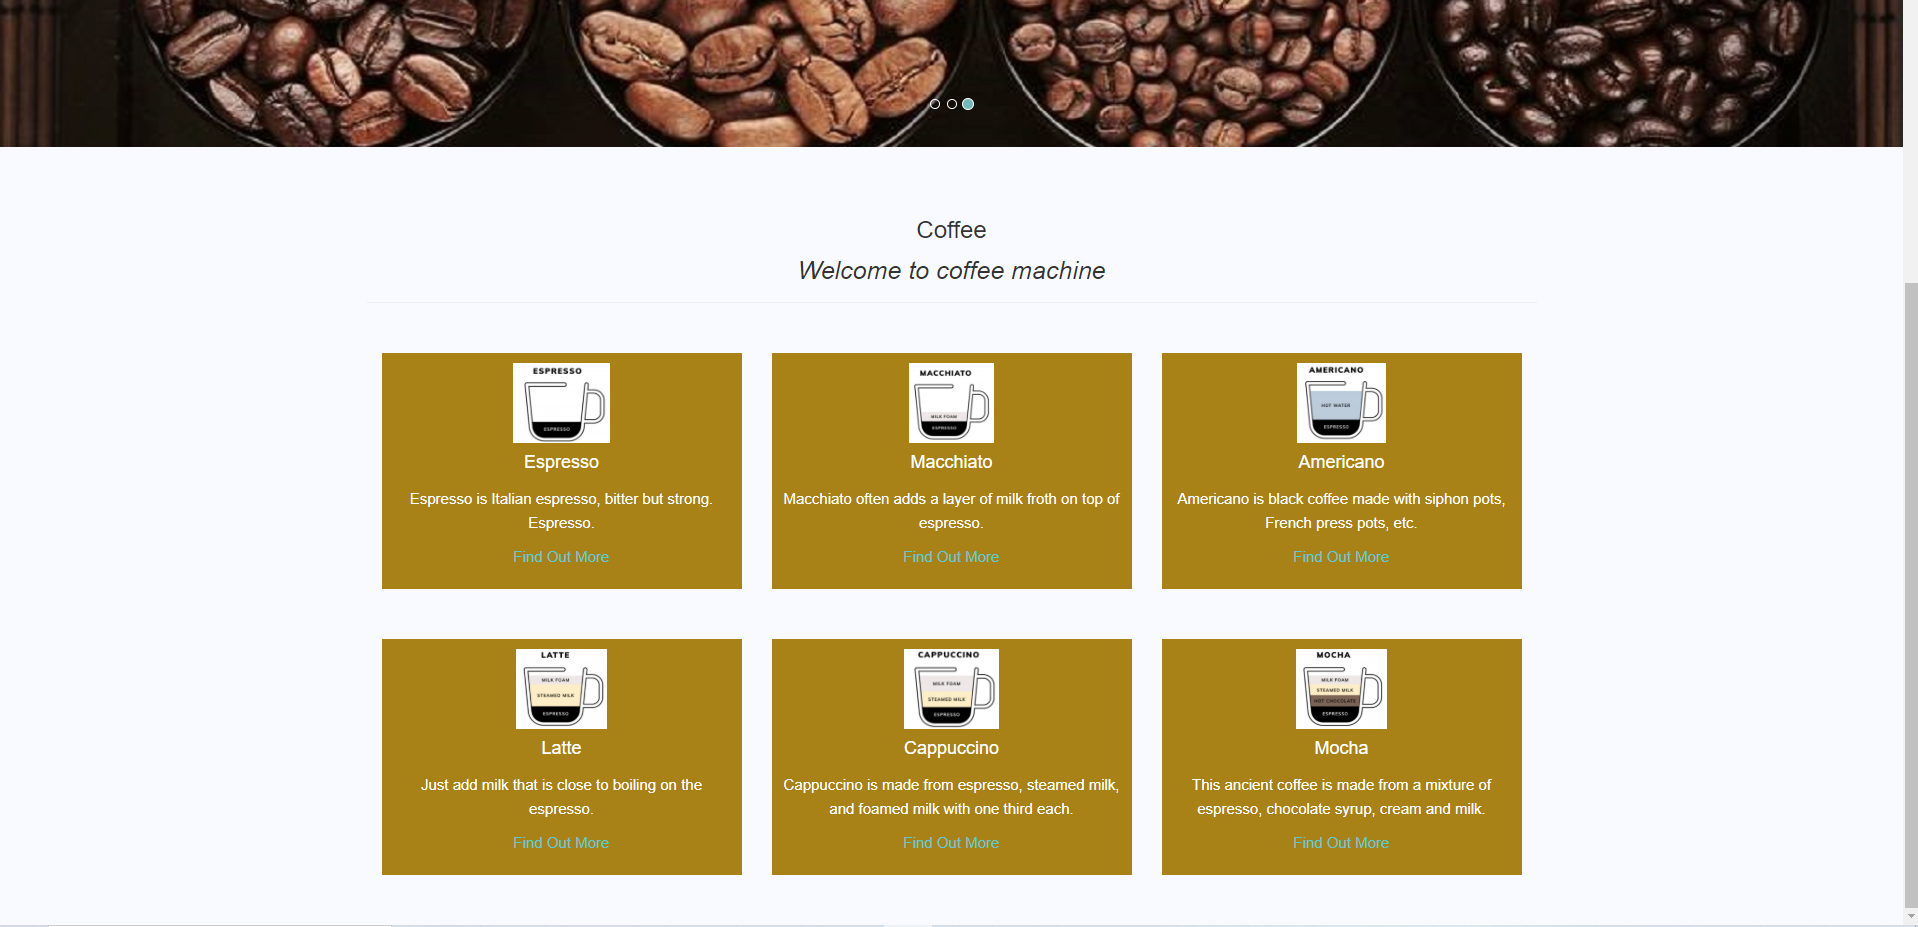 Coffee
Welcome to coffee machine
ESPRESSO
ESPRESSO
Espresso
Espresso is Italian espresso, bitter but strong.
Espresso.
Find Out More
MACCHIATO
MILK FOAM
ESPRESSO
Macchiato
Macchiato often adds a layer of milk froth on top of
espresso.
Find Out More
AMERICANO
HOT WATER
ESPRESSO
Americano
Americano is black coffee made with siphon pots,
French press pots, etc.
Find Out More
LATTE
MILK FOAM
STEAMED MILK
ESPRESSO
Latte
Just add milk that is close to boiling on the
espresso.
Find Out More
CAPPUCCINO
MILK FOAM
STEAMED MILK
ESPRESSO
Cappuccino
Cappuccino is made from espresso, steamed milk,
and foamed milk with one third each.
Find Out More
MOCHA
MILK FOAM
STEAMED MILK
HOT CHOCOLATE
ESPRESSO
Mocha
This ancient coffee is made from a mixture of
espresso, chocolate syrup, cream and milk.
Find Out More